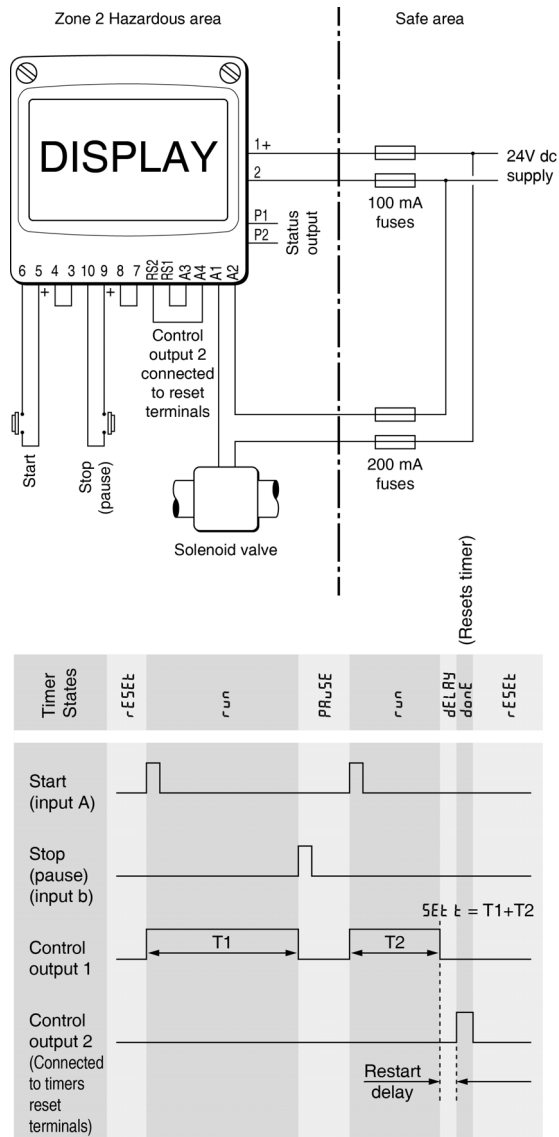 Zone 2 Hazardous area
Safe area
DISPLAY
1+
2
24V dc
supply
100 mA
fuses
P1
P2
Status
output
6 5 + 4 3 10 9 + 8 7 RS2 RS1 A3 A4 A1 A2
Control
output 2
connected
to reset
terminals
Start
Stop
(pause)
200 mA
fuses
Solenoid valve
(Resets timer)
Timer
States
rESEt
run
PAuSE
run
dELAY
donE
rESEt
Start
(input A)
Stop
(pause)
(input b)
SEt t = T1+T2
Control
output 1
T1
T2
Control
output 2
(Connected
to timers
reset
terminals)
Restart
delay